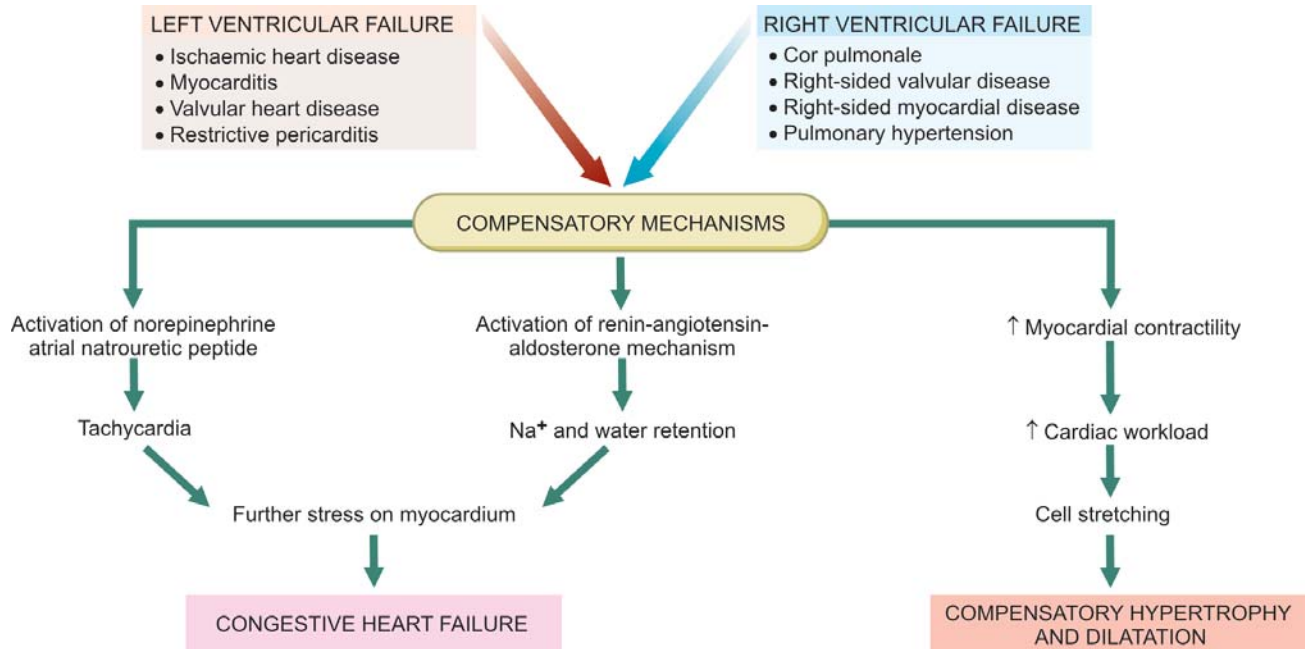 LEFT VENTRICULAR FAILURE
• Ischaemic heart disease
• Myocarditis
• Valvular heart disease
• Restrictive pericarditis
RIGHT VENTRICULAR FAILURE
• Cor pulmonale
• Right-sided valvular disease
• Right-sided myocardial disease
• Pulmonary hypertension
COMPENSATORY MECHANISMS
Activation of norepinephrine
atrial natrouretic peptide
Activation of renin-angiotensin-
aldosterone mechanism
↑ Myocardial contractility
Tachycardia
Na⁺ and water retention
↑ Cardiac workload
Further stress on myocardium
Cell stretching
CONGESTIVE HEART FAILURE
COMPENSATORY HYPERTROPHY
AND DILATATION